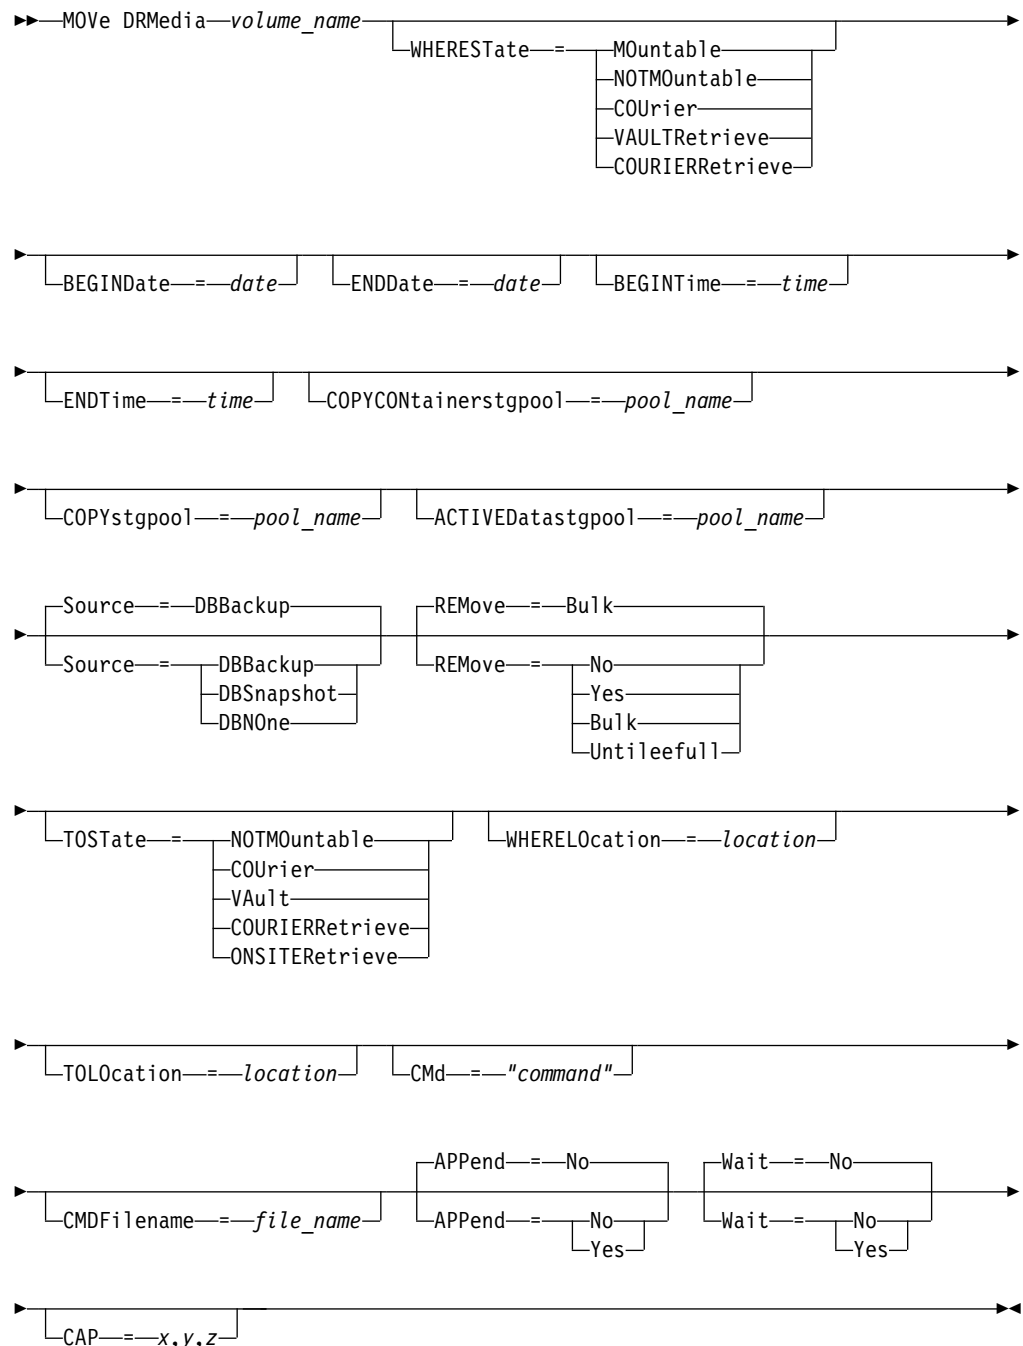 MOVe DRMedia volume_name
WHERESTate = MOuntable
NOTMOuntable
COUrier
VAULTRetrieve
COURIERRetrieve
BEGINDate = date ENDDate = date BEGINTime = time
ENDTime = time COPYCONtainerstgpool = pool_name
COPYstgpool = pool_name ACTIVEDatastgpool = pool_name
Source = DBBackup REMove = Bulk
Source = DBBackup REMove = No
DBSnapshot Yes
DBNOne Bulk
Untileefull
TOSTate = NOTMOuntable WHERELOcation = location
COUrier
VAult
COURIERRetrieve
ONSITERetrieve
TOLOcation = location CMd = "command"
APPend = No Wait = No
CMDFilename = file_name APPend = No Wait = No
Yes Yes
CAP = x,y,z